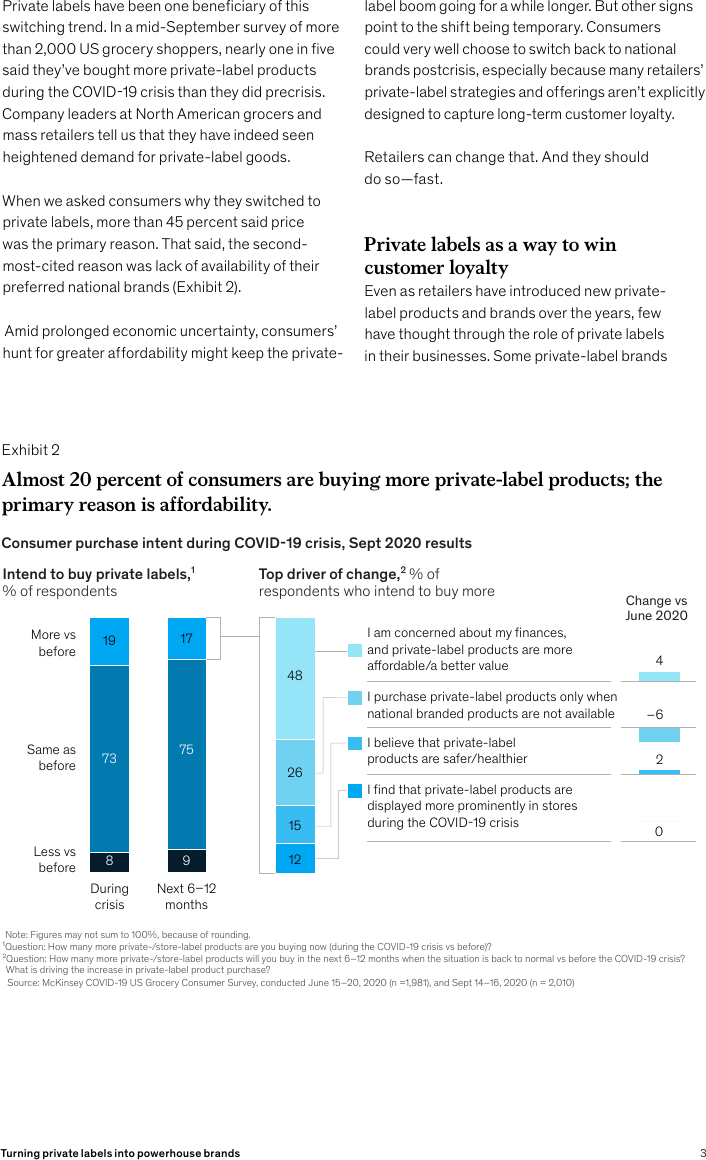 Private labels have been one beneficiary of this
switching trend. In a mid-September survey of more
than 2,000 US grocery shoppers, nearly one in five
said they’ve bought more private-label products
during the COVID-19 crisis than they did precrisis.
Company leaders at North American grocers and
mass retailers tell us that they have indeed seen
heightened demand for private-label goods.
When we asked consumers why they switched to
private labels, more than 45 percent said price
was the primary reason. That said, the second-
most-cited reason was lack of availability of their
preferred national brands (Exhibit 2).
Amid prolonged economic uncertainty, consumers’
hunt for greater affordability might keep the private-
label boom going for a while longer. But other signs
point to the shift being temporary. Consumers
could very well choose to switch back to national
brands postcrisis, especially because many retailers’
private-label strategies and offerings aren’t explicitly
designed to capture long-term customer loyalty.
Retailers can change that. And they should
do so—fast.
Private labels as a way to win
customer loyalty
Even as retailers have introduced new private-
label products and brands over the years, few
have thought through the role of private labels
in their businesses. Some private-label brands
Exhibit 2
Almost 20 percent of consumers are buying more private-label products; the
primary reason is affordability.
Consumer purchase intent during COVID-19 crisis, Sept 2020 results
Intend to buy private labels,¹
% of respondents
More vs
before
19
17
Same as
before
73
75
Less vs
before
8
9
During
crisis
Next 6–12
months
Top driver of change,² % of
respondents who intend to buy more
Change vs
June 2020
48
I am concerned about my finances,
and private-label products are more
affordable/a better value
4
26
I purchase private-label products only when
national branded products are not available
–6
15
I believe that private-label
products are safer/healthier
2
12
I find that private-label products are
displayed more prominently in stores
during the COVID-19 crisis
0
Note: Figures may not sum to 100%, because of rounding.
¹Question: How many more private-/store-label products are you buying now (during the COVID-19 crisis vs before)?
²Question: How many more private-/store-label products will you buy in the next 6–12 months when the situation is back to normal vs before the COVID-19 crisis?
What is driving the increase in private-label product purchase?
Source: McKinsey COVID-19 US Grocery Consumer Survey, conducted June 15–20, 2020 (n =1,981), and Sept 14–16, 2020 (n = 2,010)
Turning private labels into powerhouse brands
3